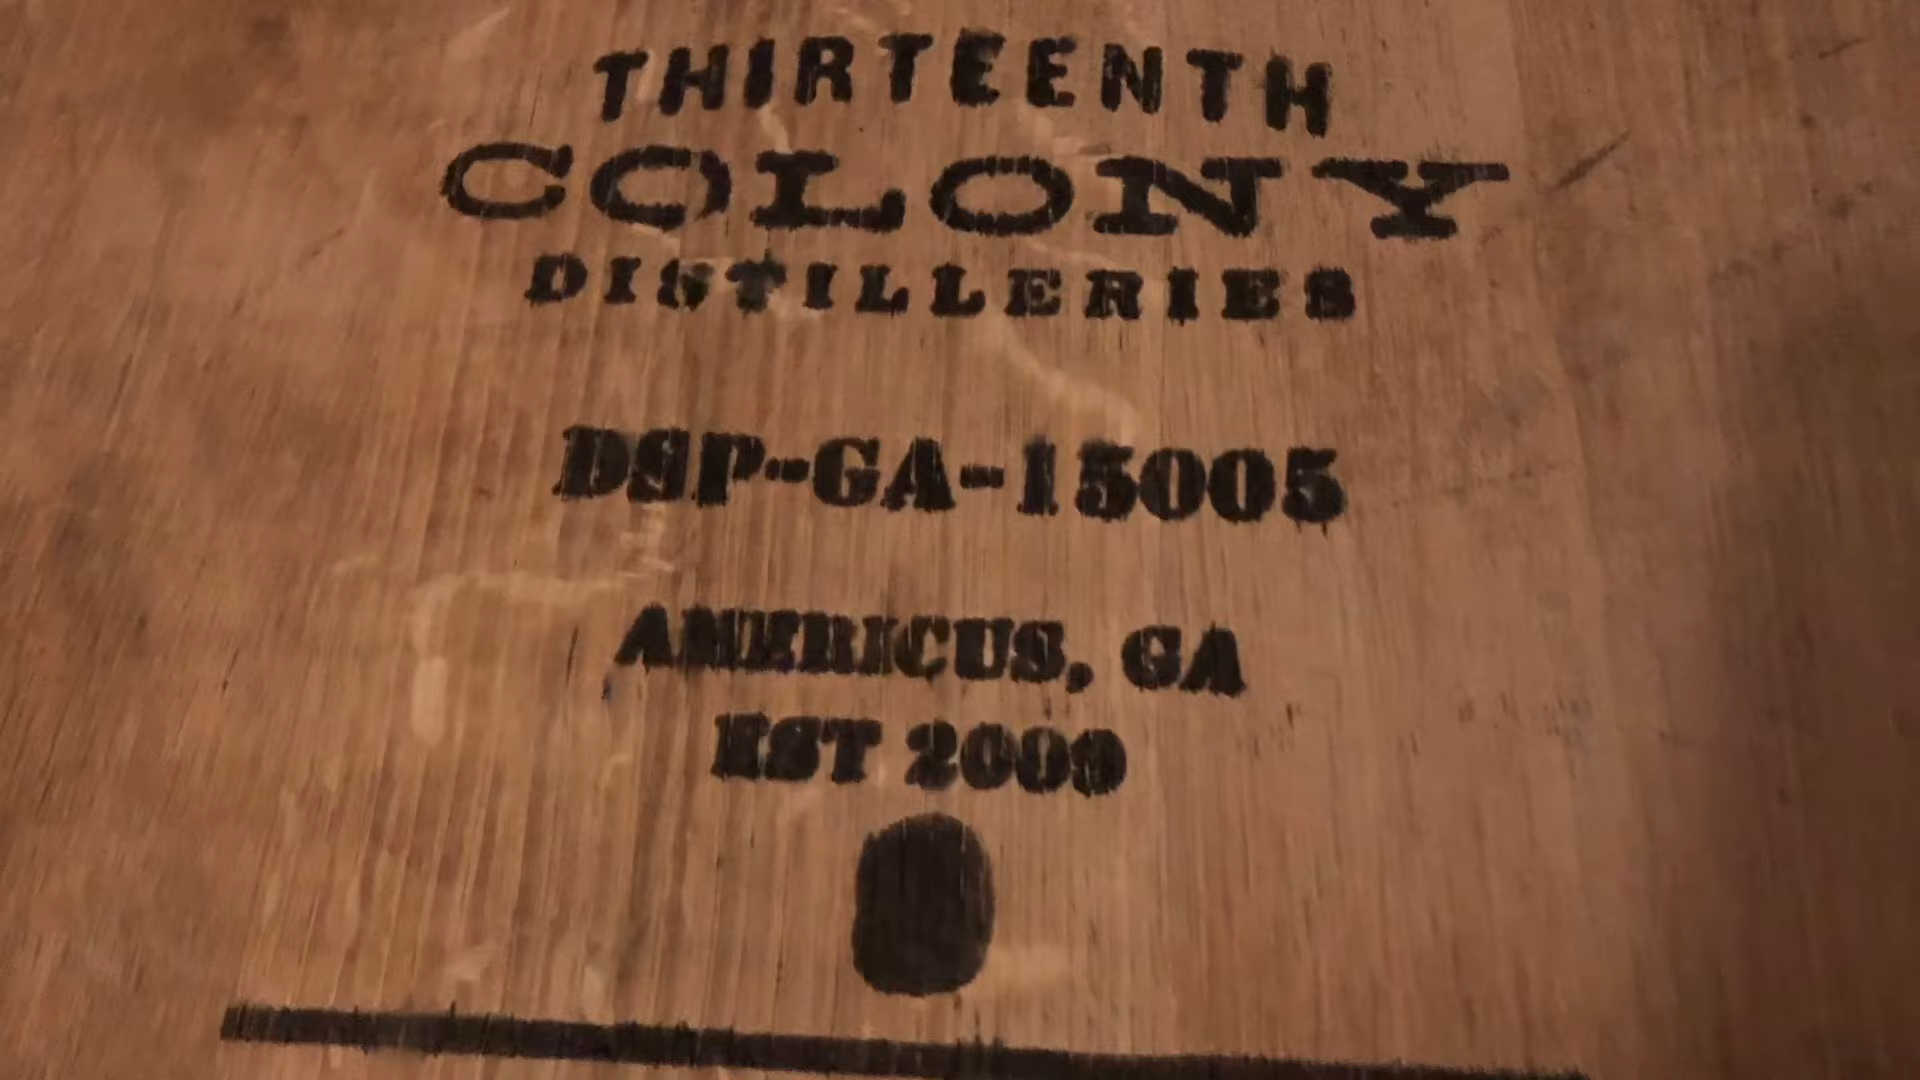 THIRTEENTH
COLONY
DISTILLERIES
DSP-GA-15005
AMERICUS, GA
EST 2009